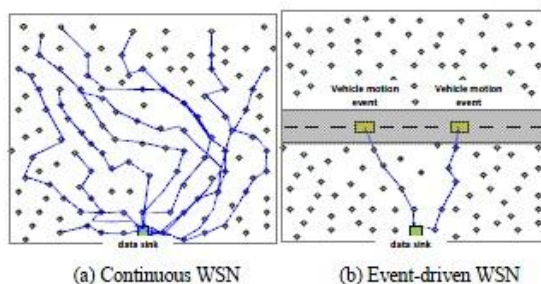 Vehicle motion
event
Vehicle motion
event
data sink
data sink
(a) Continuous WSN
(b) Event-driven WSN